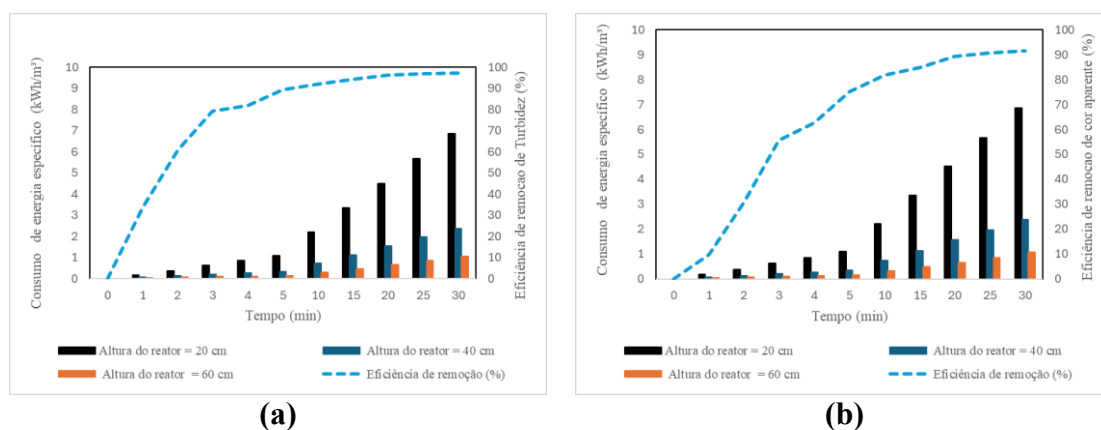 Consumo de energia específico (kWh/m³)
10
9
8
7
6
5
4
3
2
1
0
100
90
80
70
60
50
40
30
20
10
0
Eficiência de remocao de Turbidez (%)
0 1 2 3 4 5 10 15 20 25 30
Tempo (min)
Altura do reator = 20 cm
Altura do reator = 40 cm
Altura do reator = 60 cm
Eficiência de remoção (%)
(a)
Consumo de energia específico (kWh/m³)
10
9
8
7
6
5
4
3
2
1
0
100
90
80
70
60
50
40
30
20
10
0
Eficiência de remocao de cor aparente (%)
0 1 2 3 4 5 10 15 20 25 30
Tempo (min)
Altura do reator = 20 cm
Altura do reator = 40 cm
Altura do reator = 60 cm
Eficiência de remoção (%)
(b)